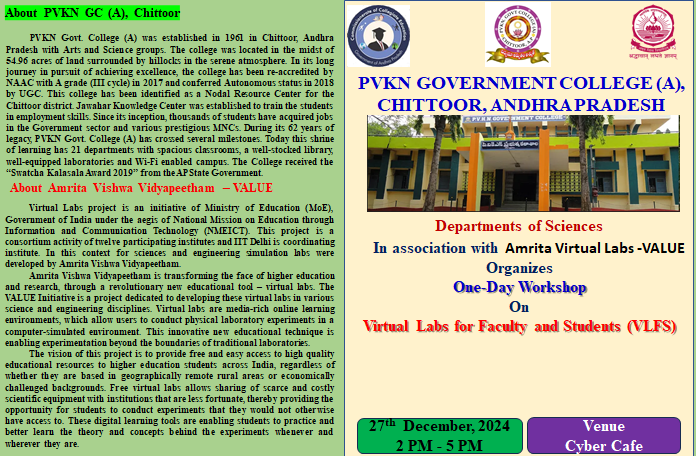 About PVKN GC (A), Chittoor
PVKN Govt. College (A) was established in 1961 in Chittoor, Andhra
Pradesh with Arts and Science groups. The college was located in the midst of
54.96 acres of land surrounded by hillocks in the serene atmosphere. In its long
journey in pursuit of achieving excellence, the college has been re-accredited by
NAAC with A grade (III cycle) in 2017 and conferred Autonomous status in 2018
by UGC. This college has been identified as a Nodal Resource Center for the
Chittoor district. Jawahar Knowledge Center was established to train the students
in employment skills. Since its inception, thousands of students have acquired jobs
in the Government sector and various prestigious MNCs. During its 62 years of
legacy, PVKN Govt. College (A) has crossed several milestones. Today this shrine
of learning has 21 departments with spacious classrooms, a well-stocked library,
well-equipped laboratories and Wi-Fi enabled campus. The College received the
“Swatcha Kalasala Award 2019” from the AP State Government.
About Amrita Vishwa Vidyapeetham – VALUE
Virtual Labs project is an initiative of Ministry of Education (MoE),
Government of India under the aegis of National Mission on Education through
Information and Communication Technology (NMEICT). This project is a
consortium activity of twelve participating institutes and IIT Delhi is coordinating
institute. In this context for sciences and engineering simulation labs were
developed by Amrita Vishwa Vidyapeetham.
Amrita Vishwa Vidyapeetham is transforming the face of higher education
and research, through a revolutionary new educational tool – virtual labs. The
VALUE Initiative is a project dedicated to developing these virtual labs in various
science and engineering disciplines. Virtual labs are media-rich online learning
environments, which allow users to conduct physical laboratory experiments in a
computer-simulated environment. This innovative new educational technique is
enabling experimentation beyond the boundaries of traditional laboratories.
The vision of this project is to provide free and easy access to high quality
educational resources to higher education students across India, regardless of
whether they are based in geographically remote rural areas or economically
challenged backgrounds. Free virtual labs allows sharing of scarce and costly
scientific equipment with institutions that are less fortunate, thereby providing the
opportunity for students to conduct experiments that they would not otherwise
have access to. These digital learning tools are enabling students to practice and
better learn the theory and concepts behind the experiments whenever and
wherever they are.
PVKN GOVERNMENT COLLEGE (A),
CHITTOOR, ANDHRA PRADESH
P.V.K.N GOVERNMENT COLLEGE
Departments of Sciences
In association with Amrita Virtual Labs -VALUE
Organizes
One-Day Workshop
On
Virtual Labs for Faculty and Students (VLFS)
27th December, 2024
2 PM - 5 PM
Venue
Cyber Cafe